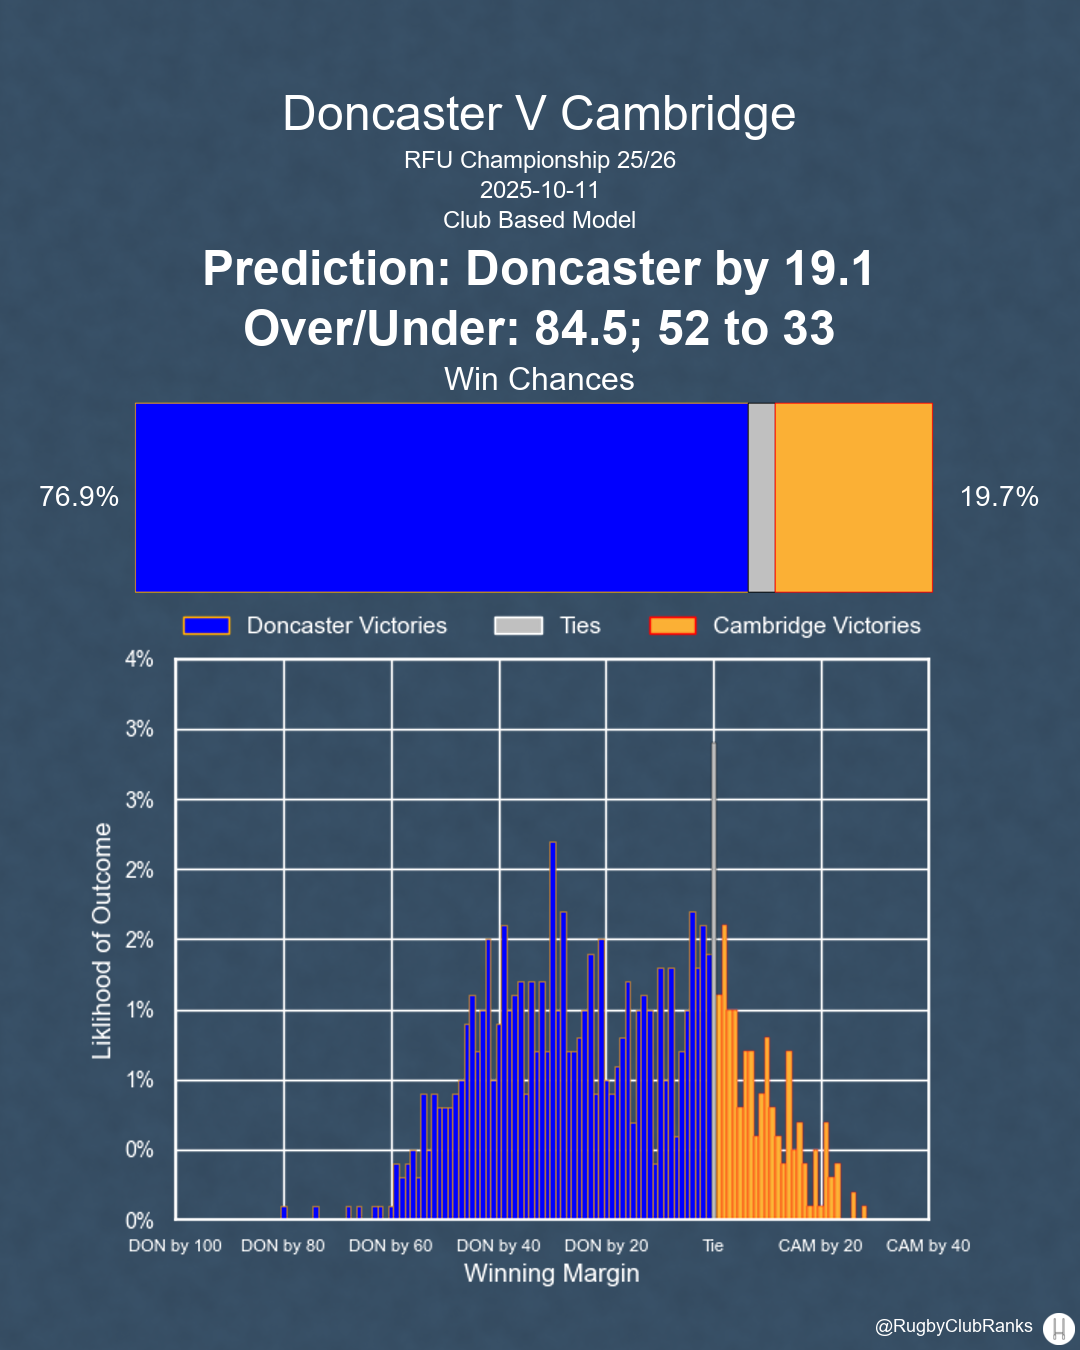 Doncaster V Cambridge
RFU Championship 25/26
2025-10-11
Club Based Model
Prediction: Doncaster by 19.1
Over/Under: 84.5; 52 to 33
Win Chances
76.9%
19.7%
Doncaster Victories
Ties
Cambridge Victories
4%
3%
3%
2%
2%
1%
1%
0%
0%
Liklihood of Outcome
DON by 100
DON by 80
DON by 60
DON by 40
DON by 20
Tie
CAM by 20
CAM by 40
Winning Margin
@RugbyClubRanks